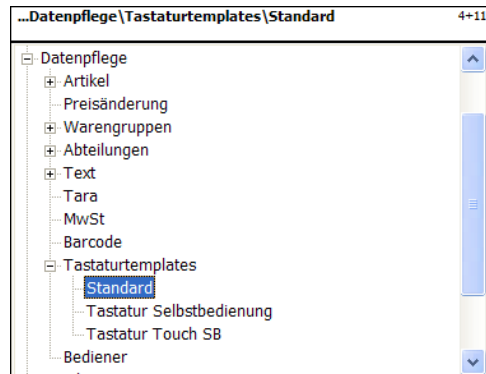 ...Datenpflege\Tastaturtemplates\Standard 4+11
Datenpflege
Artikel
Preisänderung
Warengruppen
Abteilungen
Text
Tara
MwSt
Barcode
Tastaturtemplates
Standard
Tastatur Selbstbedienung
Tastatur Touch SB
Bediener